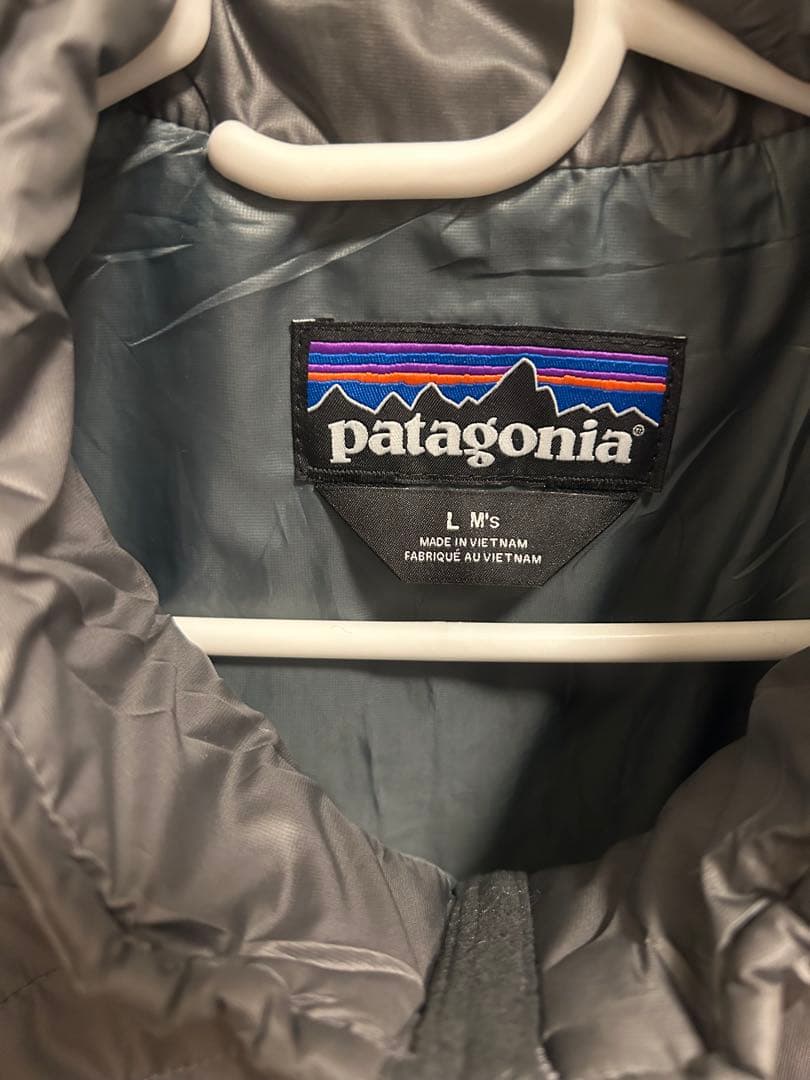 patagonia®
L M's
MADE IN VIETNAM
FABRIQUÉ AU VIETNAM